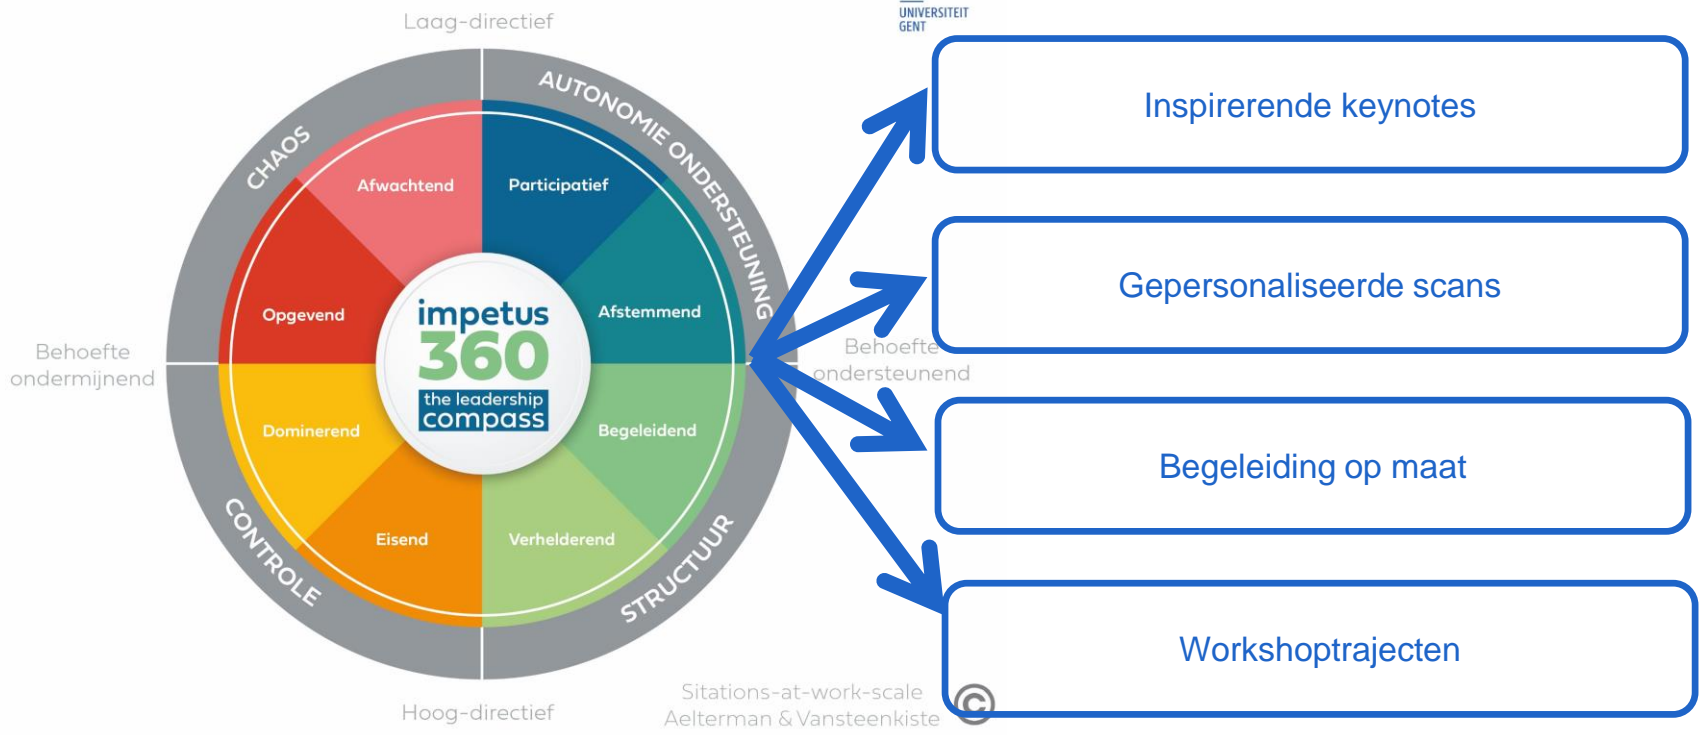 Laag-directief
UNIVERSITEIT
GENT
CHAOS
AUTONOMIE ONDERSTEUNING
Afwachtend
Participatief
Opgevend
Afstemmend
impetus
360
the leadership
compass
Behoefte
ondermijnend
Behoefte
ondersteunend
Dominerend
Begeleidend
Eisend
Verhelderend
CONTROLE
STRUCTUUR
Hoog-directief
Sitations-at-work-scale
Aelterman & Vansteenkiste
©
Inspirerende keynotes
Gepersonaliseerde scans
Begeleiding op maat
Workshoptrajecten